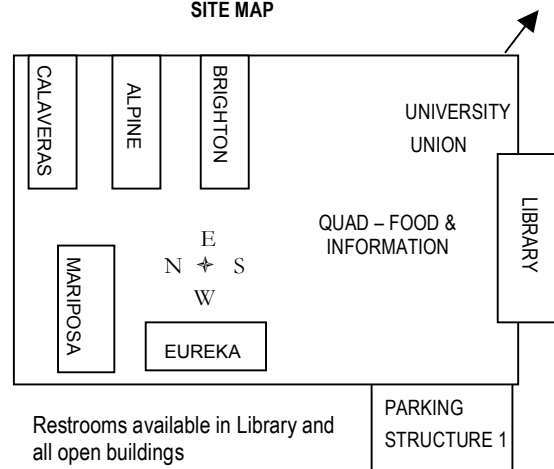 SITE MAP
CALAVERAS
ALPINE
BRIGHTON
UNIVERSITY
UNION
LIBRARY
QUAD – FOOD &
INFORMATION
E
N S
W
MARIPOSA
EUREKA
Restrooms available in Library and
all open buildings
PARKING
STRUCTURE 1